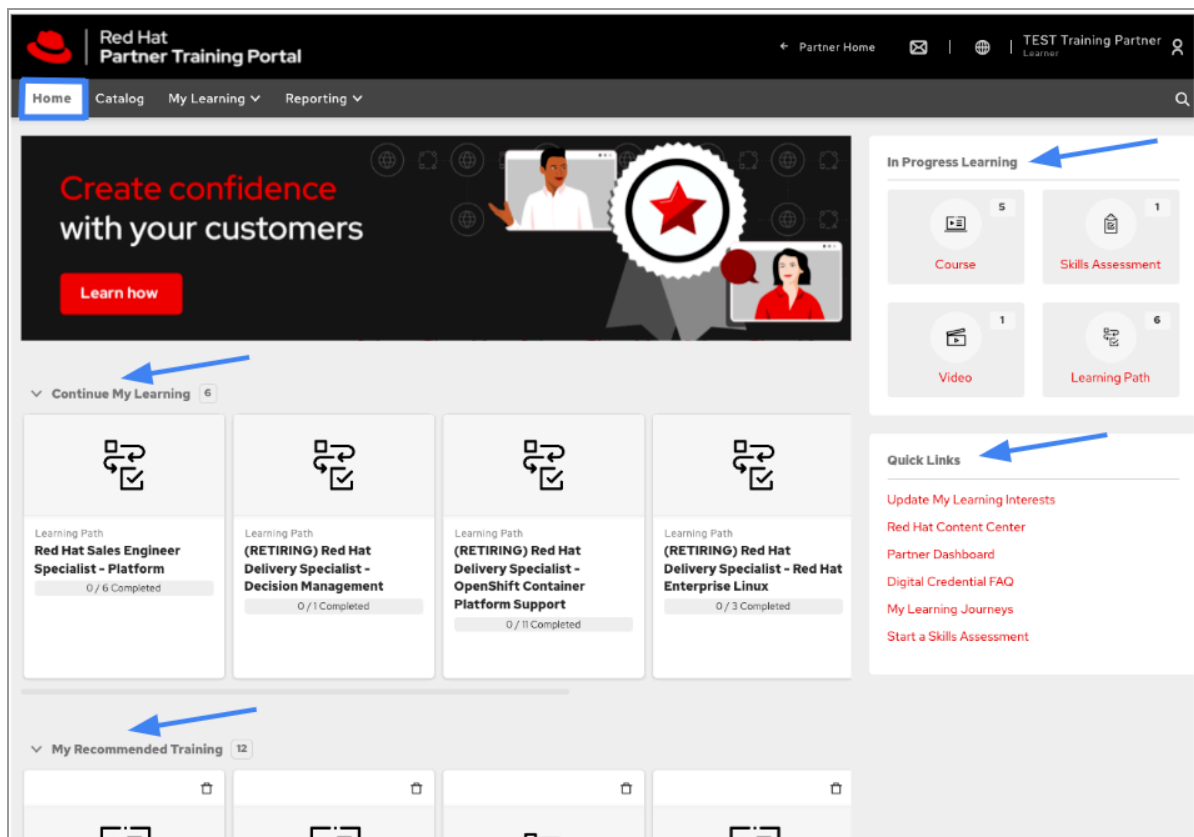 Red Hat
Partner Training Portal
Partner Home
TEST Training Partner
Learner
Home
Catalog
My Learning
Reporting
Create confidence
with your customers
Learn how
Continue My Learning 6
Learning Path
Red Hat Sales Engineer
Specialist - Platform
0 / 6 Completed
Learning Path
(RETIRING) Red Hat
Delivery Specialist -
Decision Management
0 / 1 Completed
Learning Path
(RETIRING) Red Hat
Delivery Specialist -
OpenShift Container
Platform Support
0 / 11 Completed
Learning Path
(RETIRING) Red Hat
Delivery Specialist - Red Hat
Enterprise Linux
0 / 3 Completed
My Recommended Training 12
In Progress Learning
5
Course
1
Skills Assessment
1
Video
6
Learning Path
Quick Links
Update My Learning Interests
Red Hat Content Center
Partner Dashboard
Digital Credential FAQ
My Learning Journeys
Start a Skills Assessment